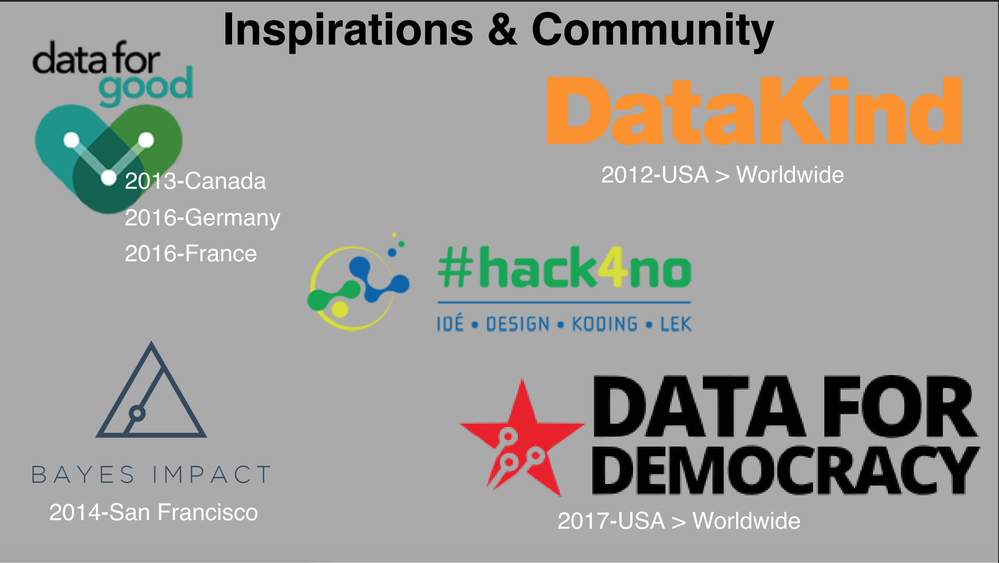 Inspirations & Community
data for
good
2013-Canada
2016-Germany
2016-France
DataKind
2012-USA > Worldwide
#hack4no
IDÉ • DESIGN • KODING • LEK
BAYES IMPACT
2014-San Francisco
DATA FOR
DEMOCRACY
2017-USA > Worldwide